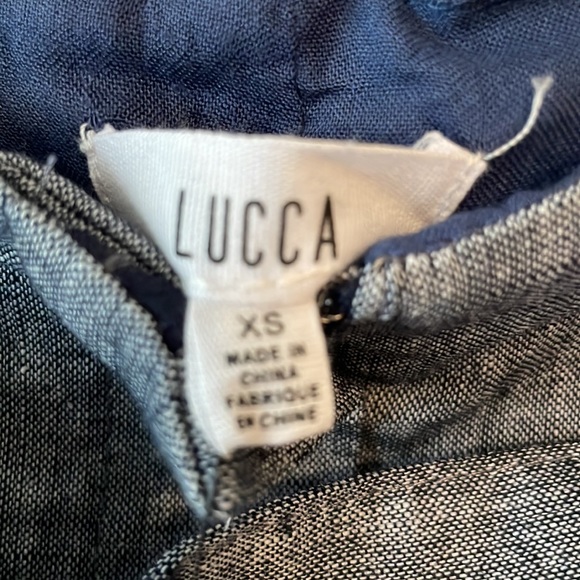 LUCCA
XS
MADE IN
CHINA
FABRIQUE
EN CHINE